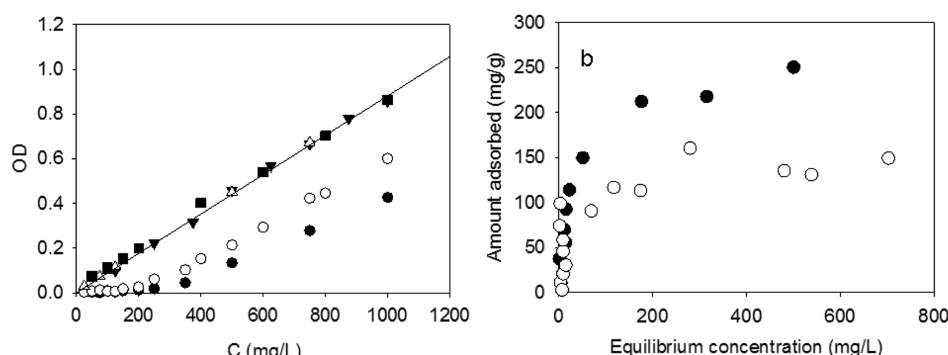 1.2
1.0
0.8
0.6
0.4
0.2
0.0
OD
0 200 400 600 800 1000 1200
C (mg/L)
b
300
250
200
150
100
50
0
Amount adsorbed (mg/g)
0 200 400 600 800
Equilibrium concentration (mg/L)